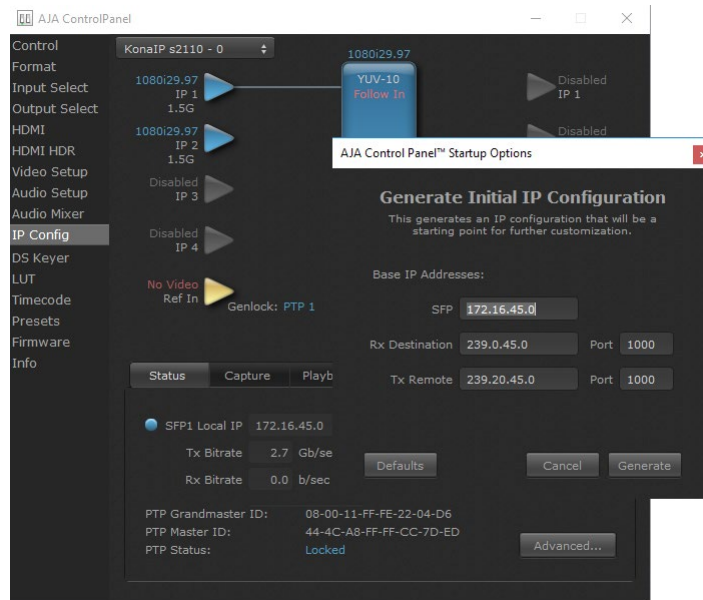 AJA ControlPanel
Control
Format
Input Select
Output Select
HDMI
HDMI HDR
Video Setup
Audio Setup
Audio Mixer
IP Config
DS Keyer
LUT
Timecode
Presets
Firmware
Info
KonaIP s2110 - 0
1080i29.97
IP 1
1.5G
1080i29.97
IP 2
1.5G
Disabled
IP 3
Disabled
IP 4
No Video
Ref In
Genlock: PTP 1
1080i29.97
YUV-10
Follow In
Disabled
IP 1
Disabled
AJA Control Panel™ Startup Options
Generate Initial IP Configuration
This generates an IP configuration that will be a
starting point for further customization.
Base IP Addresses:
SFP 172.16.45.0
Rx Destination 239.0.45.0 Port 1000
Tx Remote 239.20.45.0 Port 1000
Defaults Cancel Generate
Status Capture Playb
SFP1 Local IP 172.16.45.0
Tx Bitrate 2.7 Gb/se
Rx Bitrate 0.0 b/sec
PTP Grandmaster ID: 08-00-11-FF-FE-22-04-D6
PTP Master ID: 44-4C-A8-FF-FF-CC-7D-ED
PTP Status: Locked
Advanced...